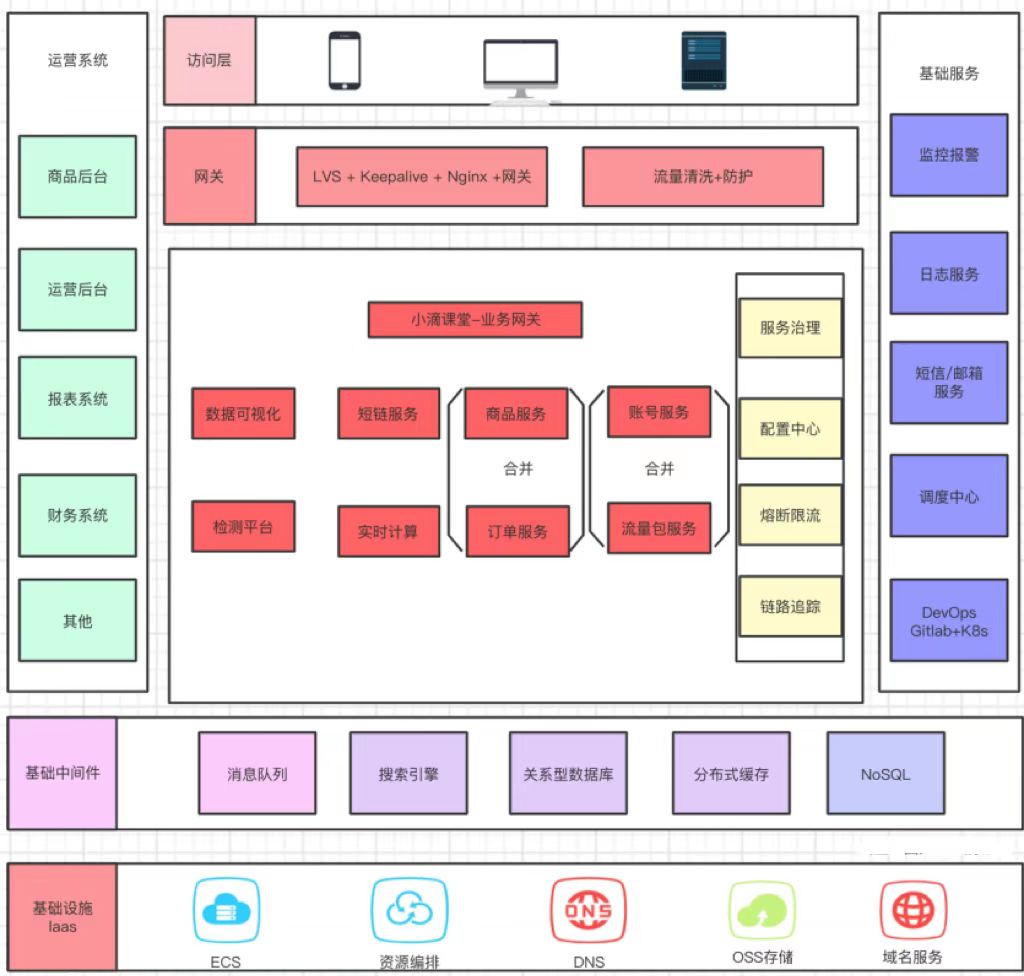 运营系统
商品后台
运营后台
报表系统
财务系统
其他
访问层
网关
LVS + Keepalive + Nginx +网关
流量清洗+防护
小滴课堂-业务网关
数据可视化
短链服务
商品服务
账号服务
合并
合并
检测平台
实时计算
订单服务
流量包服务
服务治理
配置中心
熔断限流
链路追踪
基础服务
监控报警
日志服务
短信/邮箱
服务
调度中心
DevOps
Gitlab+K8s
基础中间件
消息队列
搜索引擎
关系型数据库
分布式缓存
NoSQL
基础设施
Iaas
ECS
资源编排
DNS
DNS
OSS存储
域名服务